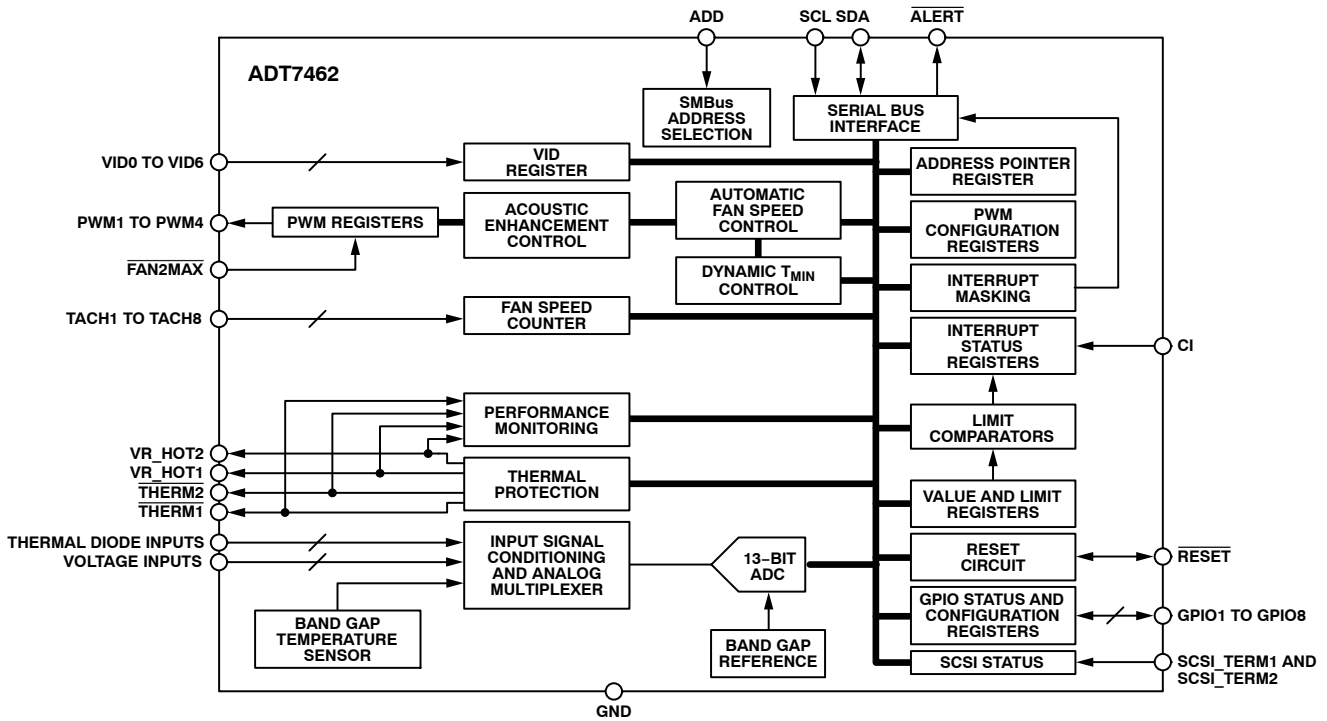 ADD
SCL SDA
ALERT
ADT7462
SMBus
ADDRESS
SELECTION
SERIAL BUS
INTERFACE
VID0 TO VID6
VID
REGISTER
ADDRESS POINTER
REGISTER
PWM1 TO PWM4
PWM REGISTERS
ACOUSTIC
ENHANCEMENT
CONTROL
AUTOMATIC
FAN SPEED
CONTROL
PWM
CONFIGURATION
REGISTERS
FAN2MAX
DYNAMIC TMIN
CONTROL
INTERRUPT
MASKING
TACH1 TO TACH8
FAN SPEED
COUNTER
INTERRUPT
STATUS
REGISTERS
CI
PERFORMANCE
MONITORING
LIMIT
COMPARATORS
VR_HOT2
VR_HOT1
THERM2
THERM1
THERMAL
PROTECTION
VALUE AND LIMIT
REGISTERS
THERMAL DIODE INPUTS
VOLTAGE INPUTS
INPUT SIGNAL
CONDITIONING
AND ANALOG
MULTIPLEXER
13–BIT
ADC
RESET
CIRCUIT
RESET
BAND GAP
TEMPERATURE
SENSOR
BAND GAP
REFERENCE
GPIO STATUS AND
CONFIGURATION
REGISTERS
GPIO1 TO GPIO8
SCSI STATUS
SCSI_TERM1 AND
SCSI_TERM2
GND